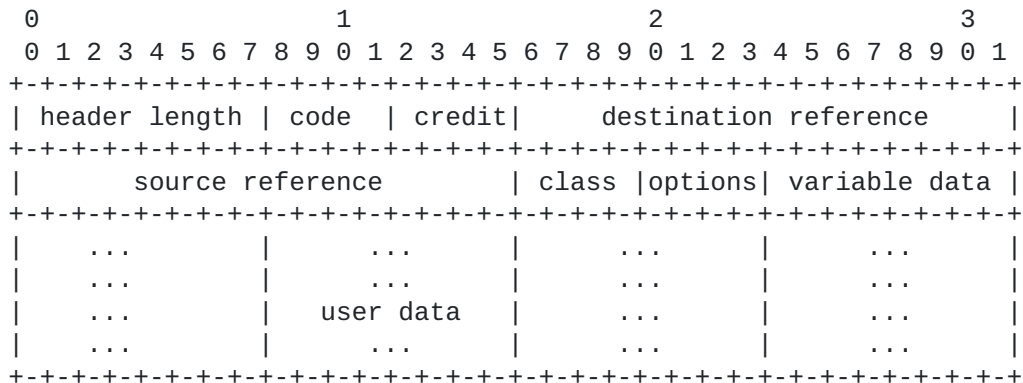 0                   1                   2                   3
 0 1 2 3 4 5 6 7 8 9 0 1 2 3 4 5 6 7 8 9 0 1 2 3 4 5 6 7 8 9 0 1
+-+-+-+-+-+-+-+-+-+-+-+-+-+-+-+-+-+-+-+-+-+-+-+-+-+-+-+-+-+-+-+-+
| header length | code  | credit|     destination reference     |
+-+-+-+-+-+-+-+-+-+-+-+-+-+-+-+-+-+-+-+-+-+-+-+-+-+-+-+-+-+-+-+-+
|       source reference        | class |options| variable data |
+-+-+-+-+-+-+-+-+-+-+-+-+-+-+-+-+-+-+-+-+-+-+-+-+-+-+-+-+-+-+-+-+
|    ...        |      ...      |      ...      |      ...      |
|    ...        |      ...      |      ...      |      ...      |
|    ...        |   user data   |      ...      |      ...      |
|    ...        |      ...      |      ...      |      ...      |
+-+-+-+-+-+-+-+-+-+-+-+-+-+-+-+-+-+-+-+-+-+-+-+-+-+-+-+-+-+-+-+-+